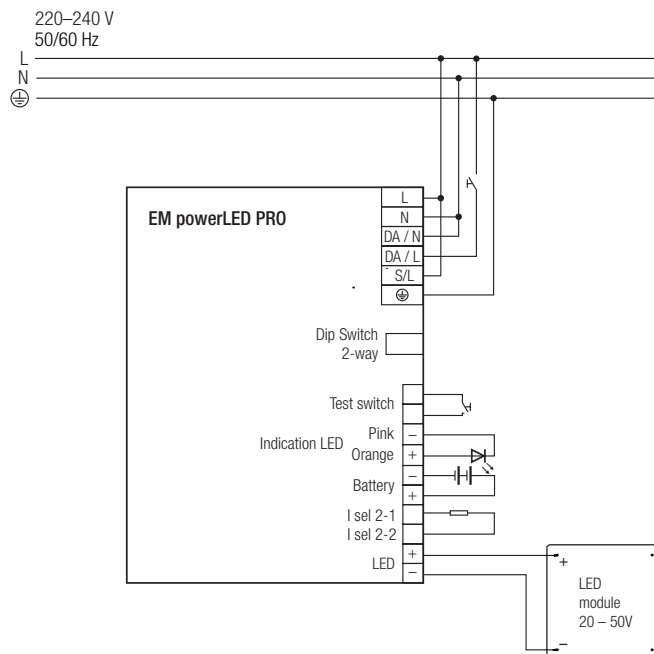 220–240 V
50/60 Hz
L
N
EM powerLED PRO
L
N
DA / N
DA / L
S/L
Dip Switch
2-way
Test switch
Indication LED
Pink
–
Orange
+
Battery
–
+
I sel 2-1
I sel 2-2
LED
+
–
+
LED
module
20 – 50V
–